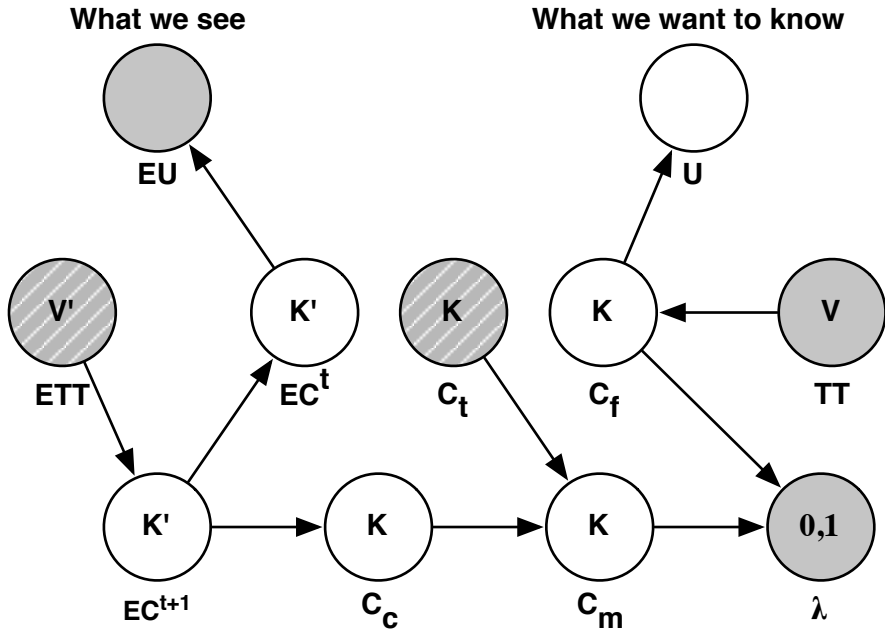 What we see What we want to know
EU U
V' K' K K V
ETT EC^t C_t C_f TT
K' K K 0,1
EC^{t+1} C_c C_m λ